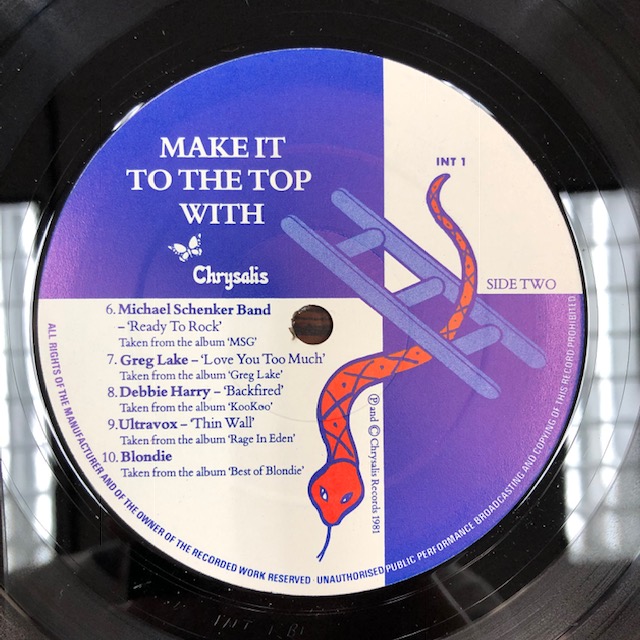 MAKE IT
TO THE TOP
WITH
Chrysalis
INT 1
SIDE TWO
6. Michael Schenker Band
– ‘Ready To Rock’
Taken from the album ‘MSG’
7. Greg Lake – ‘Love You Too Much’
Taken from the album ‘Greg Lake’
8. Debbie Harry – ‘Backfired’
Taken from the album ‘KooKoo’
9. Ultravox – ‘Thin Wall’
Taken from the album ‘Rage In Eden’
10. Blondie
Taken from the album ‘Best of Blondie’
Ⓟ and © Chrysalis Records 1981
ALL RIGHTS OF THE MANUFACTURER AND OF THE OWNER OF THE RECORDED WORK RESERVED · UNAUTHORISED PUBLIC PERFORMANCE BROADCASTING AND COPYING OF THIS RECORD PROHIBITED